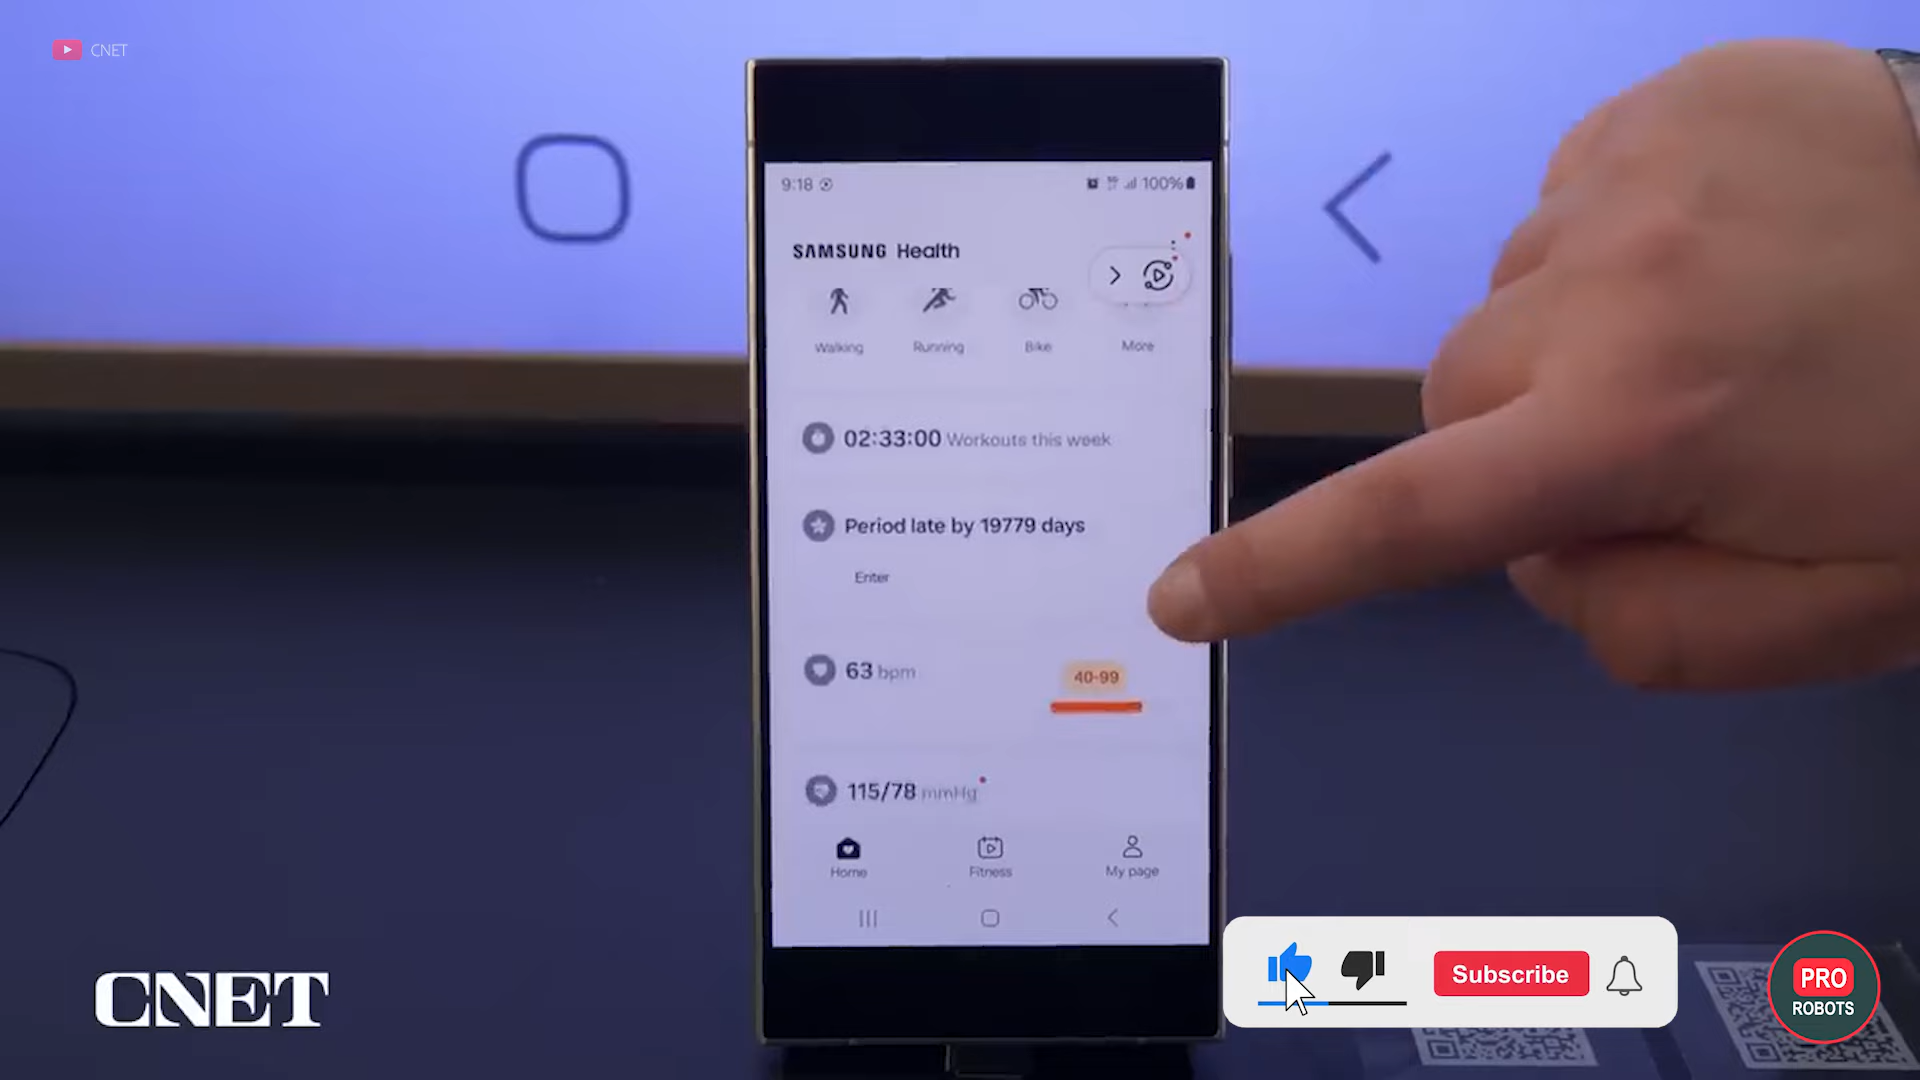 CNET
9:18
100%
SAMSUNG Health
Walking
Running
Bike
More
02:33:00 Workouts this week
Period late by 19779 days
Enter
63 bpm
40-99
115/78 mmHg
Home
Fitness
My page
CNET
Subscribe
PRO
ROBOTS